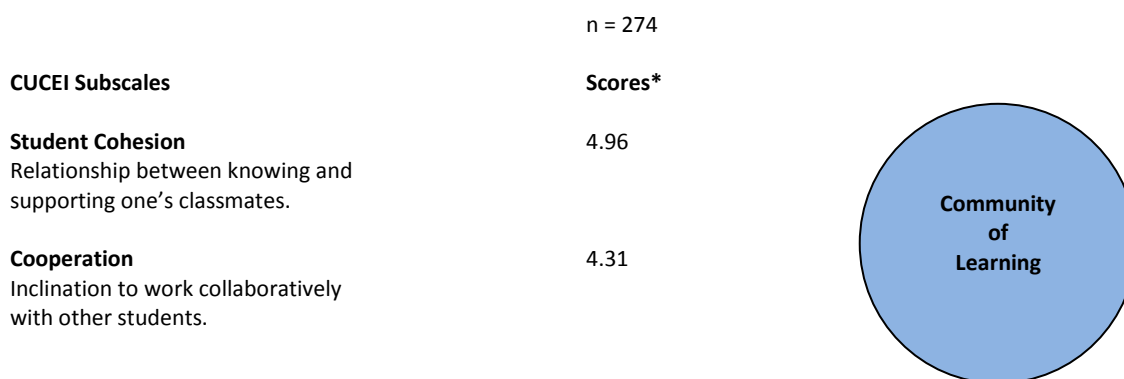 n = 274
CUCEI Subscales Scores*
Student Cohesion 4.96
Relationship between knowing and
supporting one’s classmates.
Community
of
Learning
Cooperation 4.31
Inclination to work collaboratively
with other students.